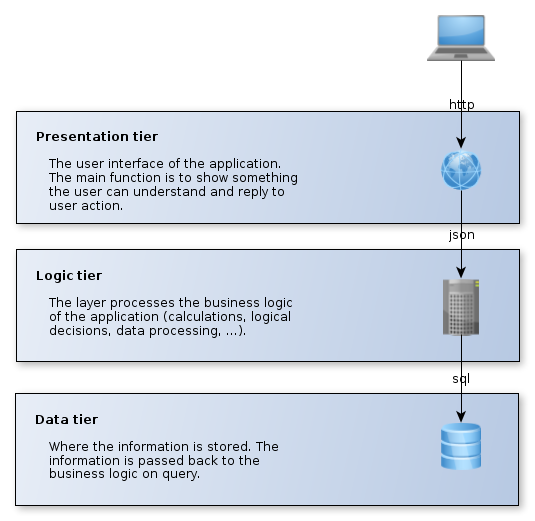 http
Presentation tier
The user interface of the application.
The main function is to show something
the user can understand and reply to
user action.
json
Logic tier
The layer processes the business logic
of the application (calculations, logical
decisions, data processing, ...).
sql
Data tier
Where the information is stored. The
information is passed back to the
business logic on query.